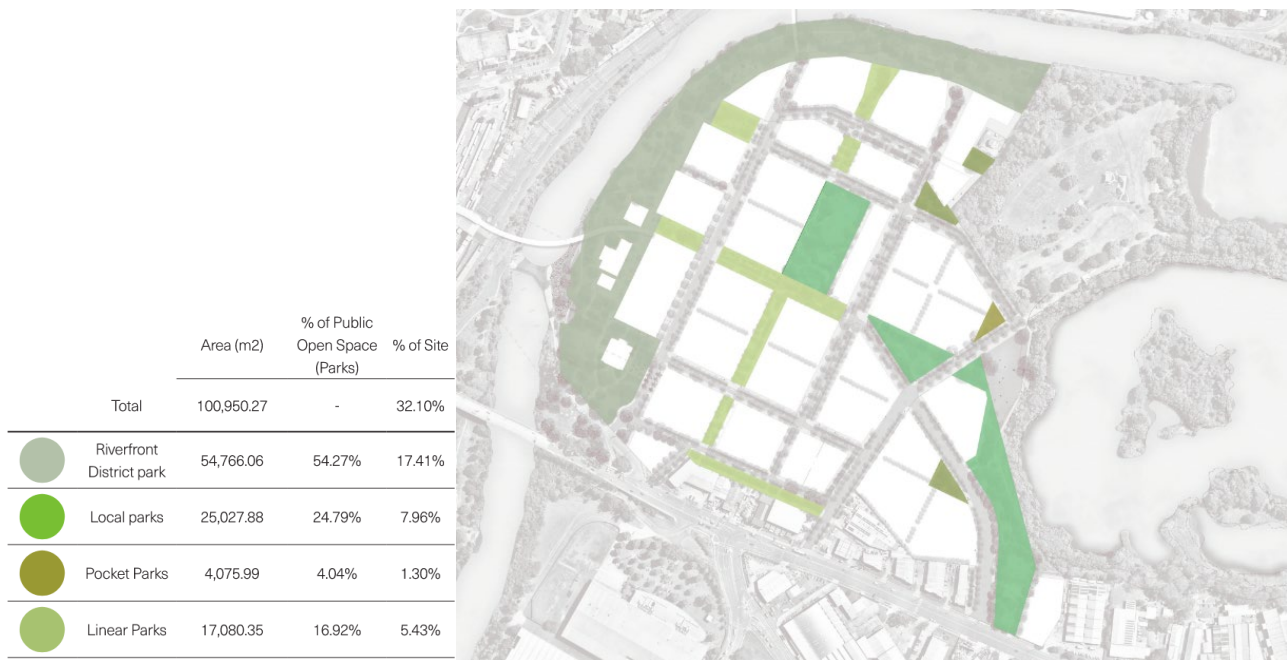 % of Public
Area (m2) Open Space % of Site
(Parks)
Total 100,950.27 - 32.10%
Riverfront
District park 54,766.06 54.27% 17.41%
Local parks 25,027.88 24.79% 7.96%
Pocket Parks 4,075.99 4.04% 1.30%
Linear Parks 17,080.35 16.92% 5.43%